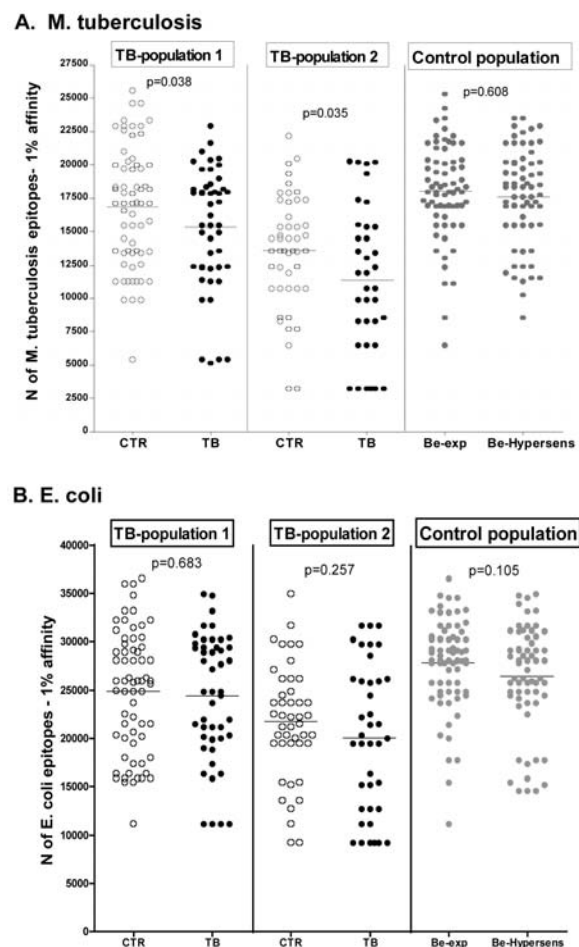 A. M. tuberculosis
TB-population 1
TB-population 2
Control population
p=0.038
p=0.035
p=0.608
N of M. tuberculosis epitopes- 1% affinity
27500
25000
22500
20000
17500
15000
12500
10000
7500
5000
2500
0
CTR
TB
CTR
TB
Be-exp
Be-Hypersens
B. E. coli
TB-population 1
TB-population 2
Control population
p=0.683
p=0.257
p=0.105
N of E. coli epitopes - 1% affinity
40000
35000
30000
25000
20000
15000
10000
5000
0
CTR
TB
CTR
TB
Be-exp
Be-Hypersens